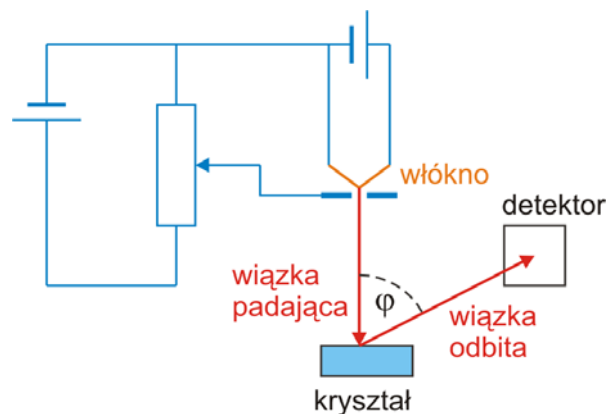 włókno
detektor
wiązka
padająca
φ
wiązka
odbita
kryształ